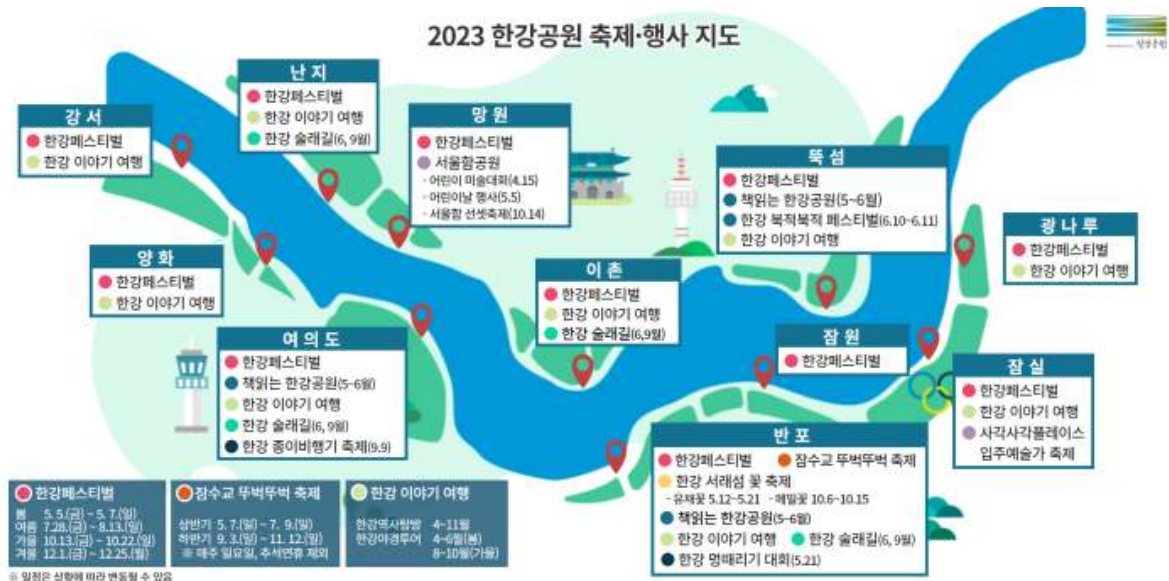 2023 한강공원 축제·행사 지도
강 서
한강페스티벌
한강 이야기 여행
난 지
한강페스티벌
한강 이야기 여행
한강 술래길(6, 9월)
망 원
한강페스티벌
서울함공원
- 어린이 미술대회(4.15)
- 어린이날 행사(5.5)
- 서울함 선셋축제(10.14)
뚝 섬
한강페스티벌
책읽는 한강공원(5~6월)
한강 북적북적 페스티벌(6.10~6.11)
한강 이야기 여행
광 나 루
한강페스티벌
한강 이야기 여행
양 화
한강페스티벌
한강 이야기 여행
이 촌
한강페스티벌
한강 이야기 여행
한강 술래길(6,9월)
여 의 도
한강페스티벌
책읽는 한강공원(5~6월)
한강 이야기 여행
한강 술래길(6, 9월)
한강 종이비행기 축제(9.9)
잠 원
한강페스티벌
잠 실
한강페스티벌
한강 이야기 여행
사각사각플레이스
입주예술가 축제
반 포
한강페스티벌 잠수교 뚜벅뚜벅 축제
한강 서래섬 꽃 축제
- 유채꽃 5.12~5.21 - 메밀꽃 10.6~10.15
책읽는 한강공원(5~6월)
한강 이야기 여행 한강 술래길(6, 9월)
한강 멍때리기 대회(5.21)
한강페스티벌
봄 5. 5.(금) ~ 5. 7.(일)
여름 7.28.(금) ~ 8.13.(일)
가을 10.13.(금) ~ 10.22.(일)
겨울 12.1.(금) ~ 12.25.(월)
잠수교 뚜벅뚜벅 축제
상반기 5. 7.(일) ~ 7. 9.(일)
하반기 9. 3.(일) ~ 11. 12.(일)
※ 매주 일요일, 추석연휴 제외
한강 이야기 여행
한강역사탐방 4~11월
한강야경투어 4~6월(봄)
8~10월(가을)
※ 일정은 상황에 따라 변동될 수 있음